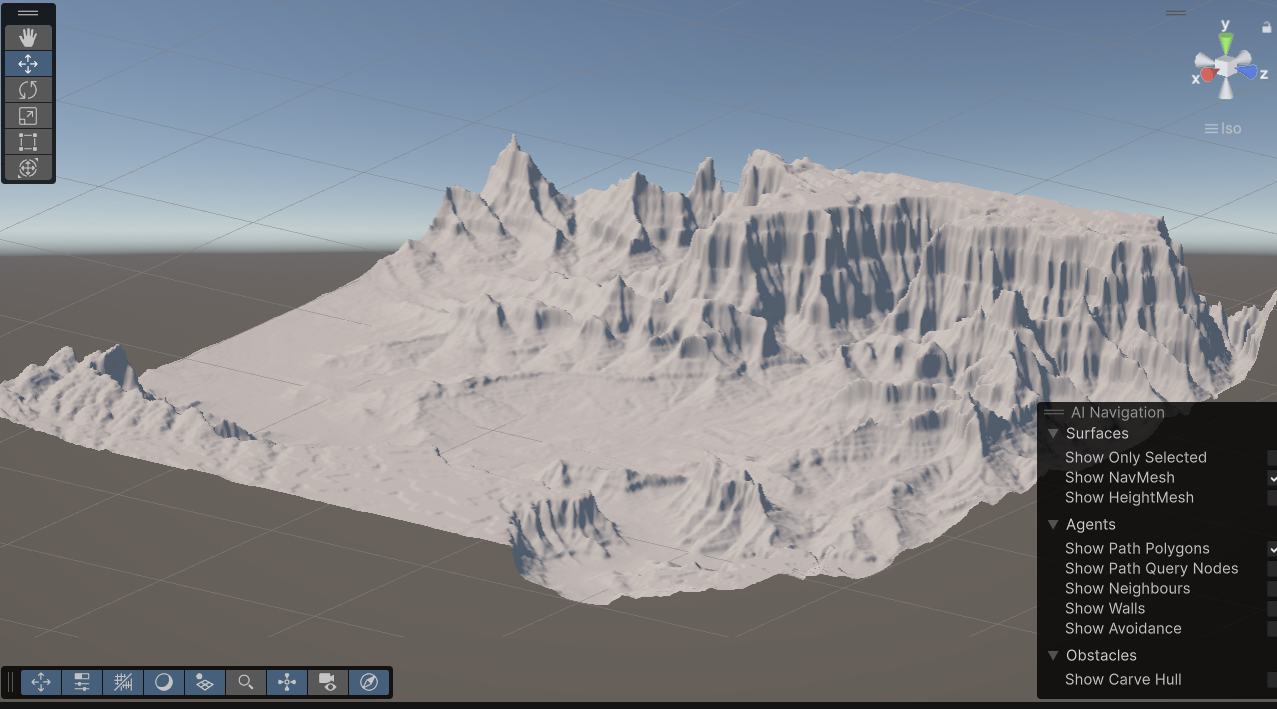 y
x
z
Iso
AI Navigation
Surfaces
Show Only Selected
Show NavMesh
Show HeightMesh
Agents
Show Path Polygons
Show Path Query Nodes
Show Neighbours
Show Walls
Show Avoidance
Obstacles
Show Carve Hull